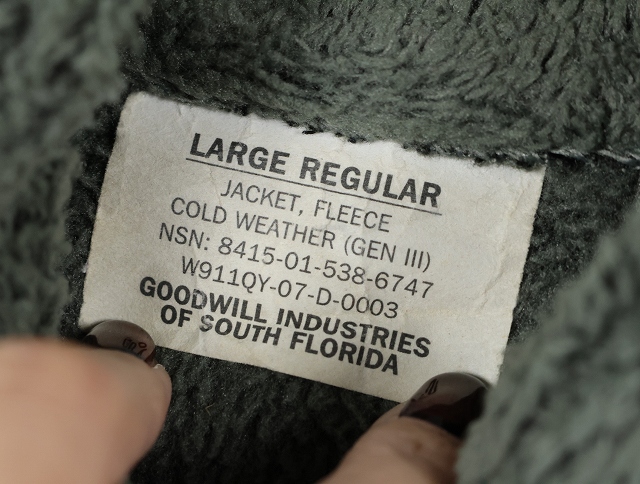 LARGE REGULAR
JACKET, FLEECE
COLD WEATHER (GEN III)
NSN: 8415-01-538-6747
W911QY-07-D-0003
GOODWILL INDUSTRIES
OF SOUTH FLORIDA